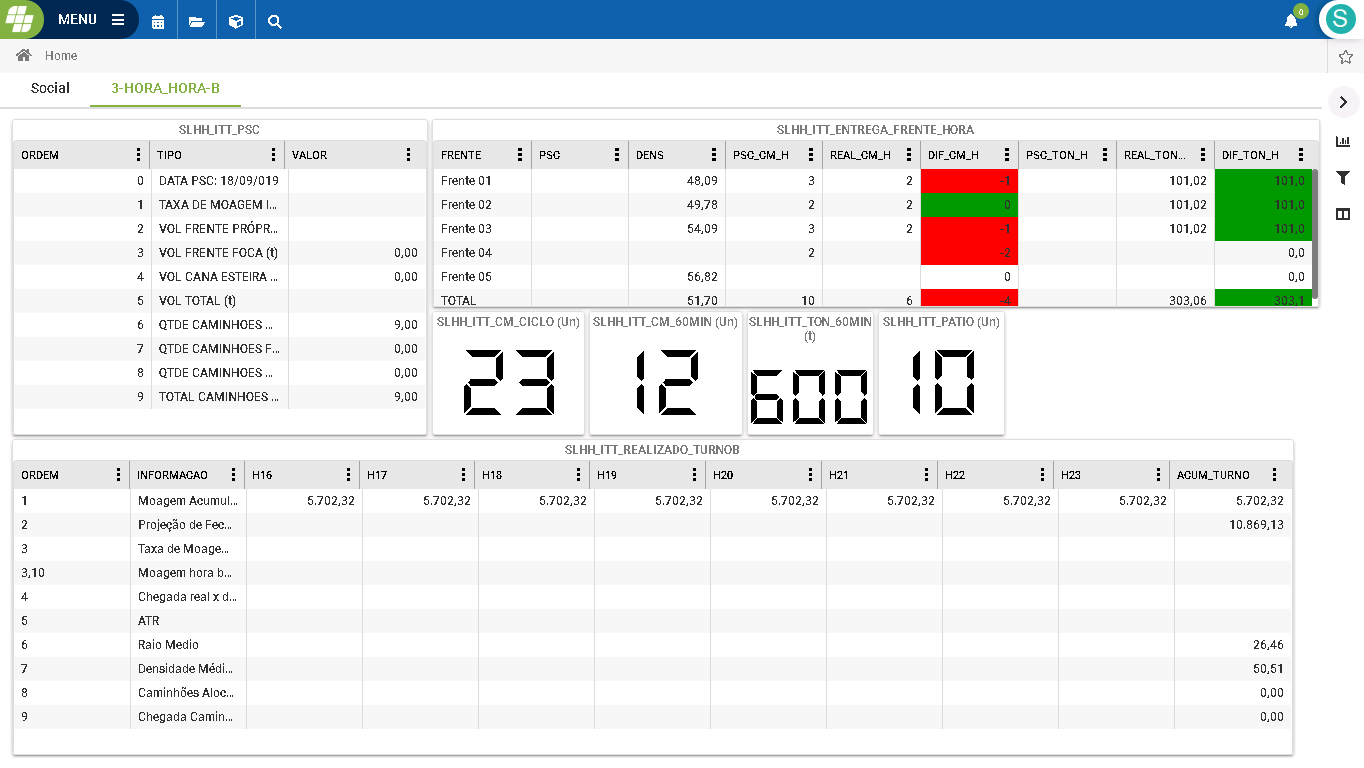 MENU
0
S
Home
Social 3-HORA_HORA-B
SLHH_ITT_PSC
ORDEM TIPO VALOR
0 DATA PSC: 18/09/019
1 TAXA DE MOAGEM I...
2 VOL FRENTE PRÓPR...
3 VOL FRENTE FOCA (t) 0,00
4 VOL CANA ESTEIRA ... 0,00
5 VOL TOTAL (t)
6 QTDE CAMINHOES ... 9,00
7 QTDE CAMINHOES F... 0,00
8 QTDE CAMINHOES ... 0,00
9 TOTAL CAMINHOES ... 9,00
SLHH_ITT_ENTREGA_FRENTE_HORA
FRENTE PSC DENS PSC_CM_H REAL_CM_H DIF_CM_H PSC_TON_H REAL_TON... DIF_TON_H
Frente 01 48,09 3 2 -1 101,02 101,0
Frente 02 49,78 2 2 0 101,02 101,0
Frente 03 54,09 3 2 -1 101,02 101,0
Frente 04 2 -2 0,0
Frente 05 56,82 0 0,0
TOTAL 51,70 10 6 -4 303,06 303,1
SLHH_ITT_CM_CICLO (Un)
23
SLHH_ITT_CM_60MIN (Un)
12
SLHH_ITT_TON_60MIN
(t)
600
SLHH_ITT_PATIO (Un)
10
SLHH_ITT_REALIZADO_TURNOB
ORDEM INFORMACAO H16 H17 H18 H19 H20 H21 H22 H23 AGUM_TURNO
1 Moagem Acumul... 5.702,32 5.702,32 5.702,32 5.702,32 5.702,32 5.702,32 5.702,32 5.702,32 5.702,32
2 Projeção de Fec... 10.869,13
3 Taxa de Moage...
3,10 Moagem hora b...
4 Chegada real x d...
5 ATR
6 Raio Medio 26,46
7 Densidade Médi... 50,51
8 Caminhões Aloc... 0,00
9 Chegada Camin... 0,00